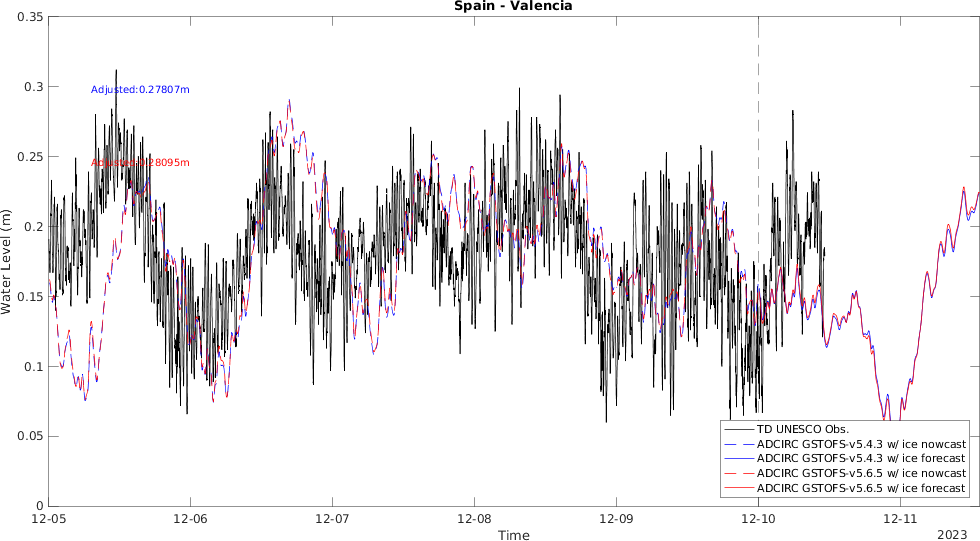 Spain - Valencia
0.35
0.3
0.25
0.2
0.15
0.1
0.05
0
Water Level (m)
Adjusted:0.27807m
Adjusted:0.28095m
TD UNESCO Obs.
ADCIRC GSTOFS-v5.4.3 w/ ice nowcast
ADCIRC GSTOFS-v5.4.3 w/ ice forecast
ADCIRC GSTOFS-v5.6.5 w/ ice nowcast
ADCIRC GSTOFS-v5.6.5 w/ ice forecast
12-05 12-06 12-07 12-08 12-09 12-10 12-11
Time
2023